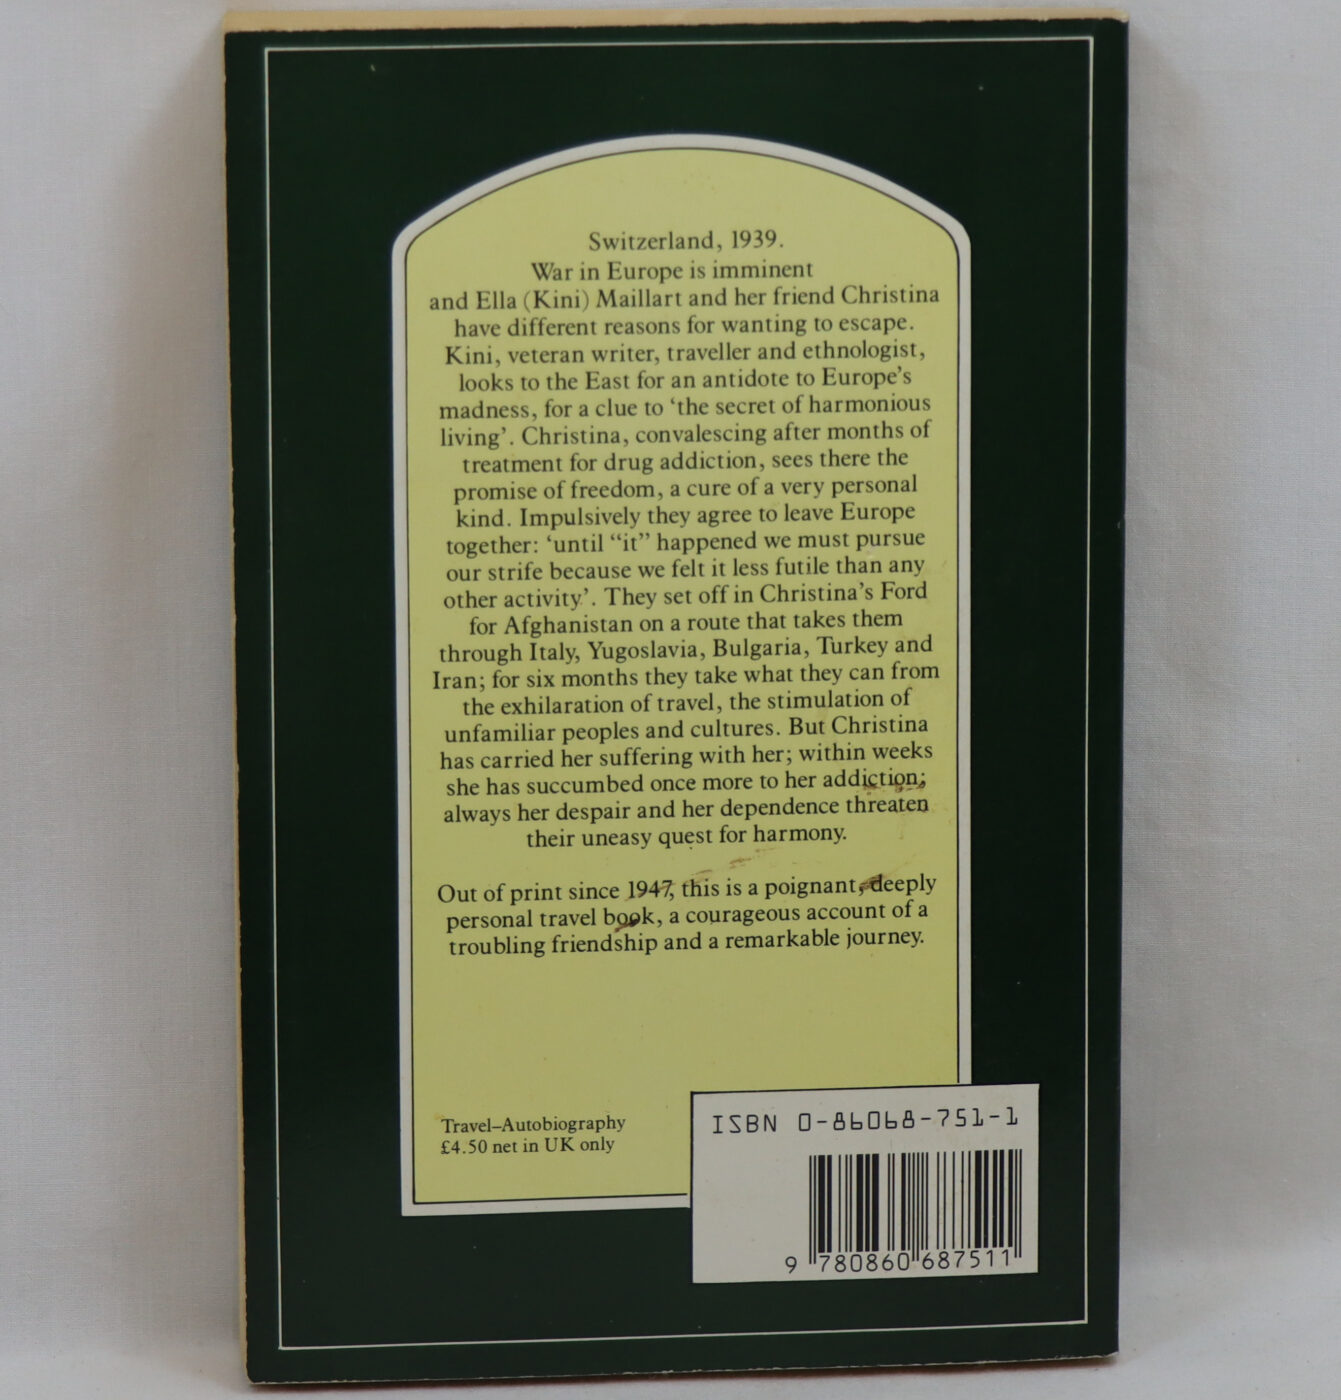 Switzerland, 1939.
War in Europe is imminent
and Ella (Kini) Maillart and her friend Christina
have different reasons for wanting to escape.
Kini, veteran writer, traveller and ethnologist,
looks to the East for an antidote to Europe's
madness, for a clue to ‘the secret of harmonious
living’. Christina, convalescing after months of
treatment for drug addiction, sees there the
promise of freedom, a cure of a very personal
kind. Impulsively they agree to leave Europe
together: ‘until “it” happened we must pursue
our strife because we felt it less futile than any
other activity’. They set off in Christina's Ford
for Afghanistan on a route that takes them
through Italy, Yugoslavia, Bulgaria, Turkey and
Iran; for six months they take what they can from
the exhilaration of travel, the stimulation of
unfamiliar peoples and cultures. But Christina
has carried her suffering with her; within weeks
she has succumbed once more to her addiction;
always her despair and her dependence threaten
their uneasy quest for harmony.
Out of print since 1947, this is a poignant, deeply
personal travel book, a courageous account of a
troubling friendship and a remarkable journey.
Travel–Autobiography
£4.50 net in UK only
ISBN 0-86068-751-1
9 780860 687511